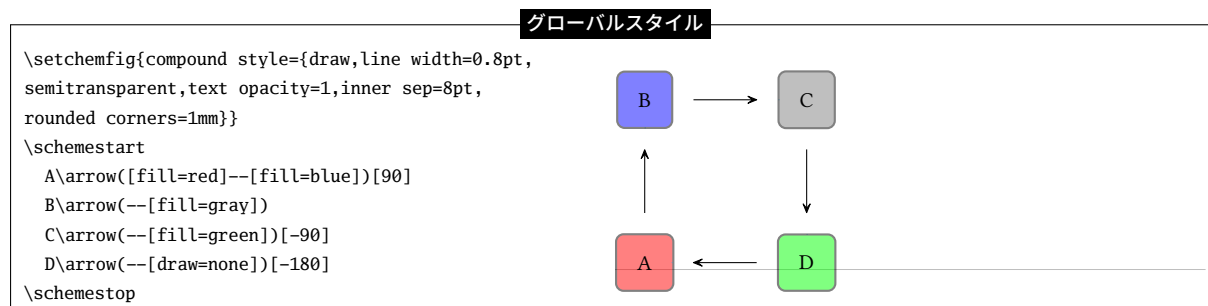 グローバルスタイル
\setchemfig{compound style={draw,line width=0.8pt,
semitransparent,text opacity=1,inner sep=8pt,
rounded corners=1mm}}
\schemestart
A\arrow([fill=red]--[fill=blue])[90]
B\arrow(--[fill=gray])
C\arrow(--[fill=green])[-90]
D\arrow(--[draw=none])[-180]
\schemestop
B
C
A
D